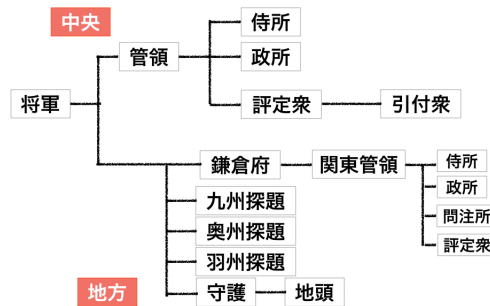 中央
将軍
管領
侍所
政所
評定衆
引付衆
鎌倉府
関東管領
侍所
政所
問注所
評定衆
九州探題
奥州探題
羽州探題
守護
地頭
地方